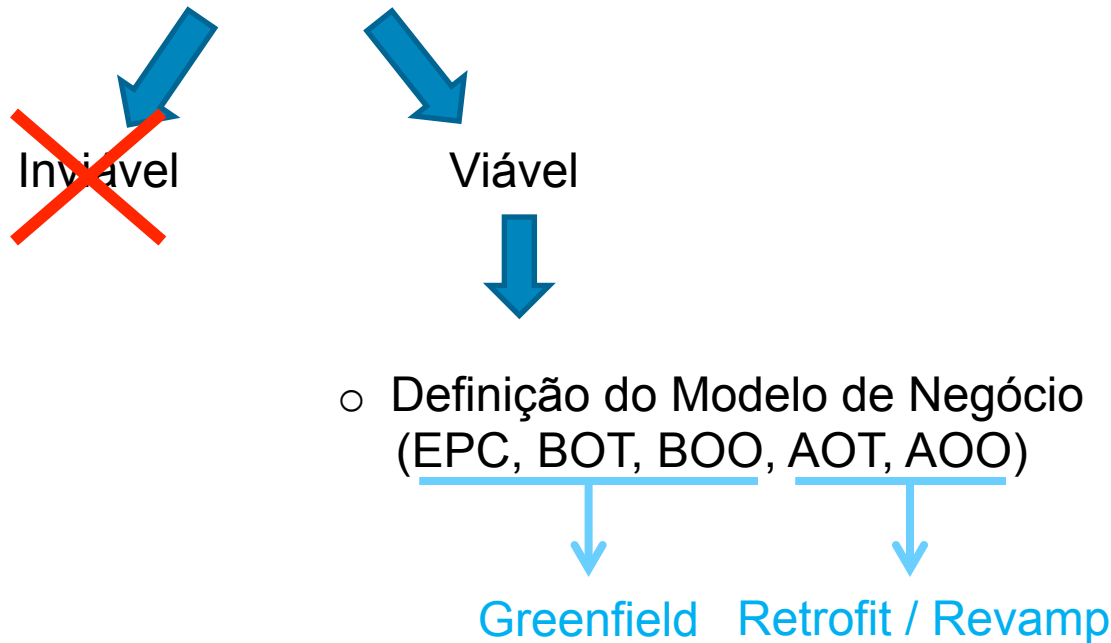 Inviável
Viável
○ Definição do Modelo de Negócio
(EPC, BOT, BOO, AOT, AOO)
Greenfield
Retrofit / Revamp